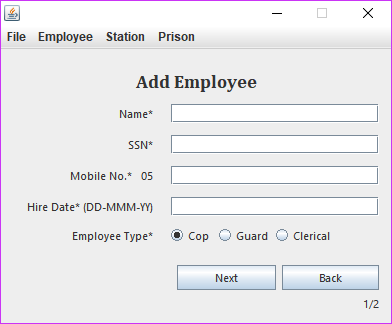 File Employee Station Prison
Add Employee
Name*
SSN*
Mobile No.* 05
Hire Date* (DD-MMM-YY)
Employee Type* Cop Guard Clerical
Next Back
1/2